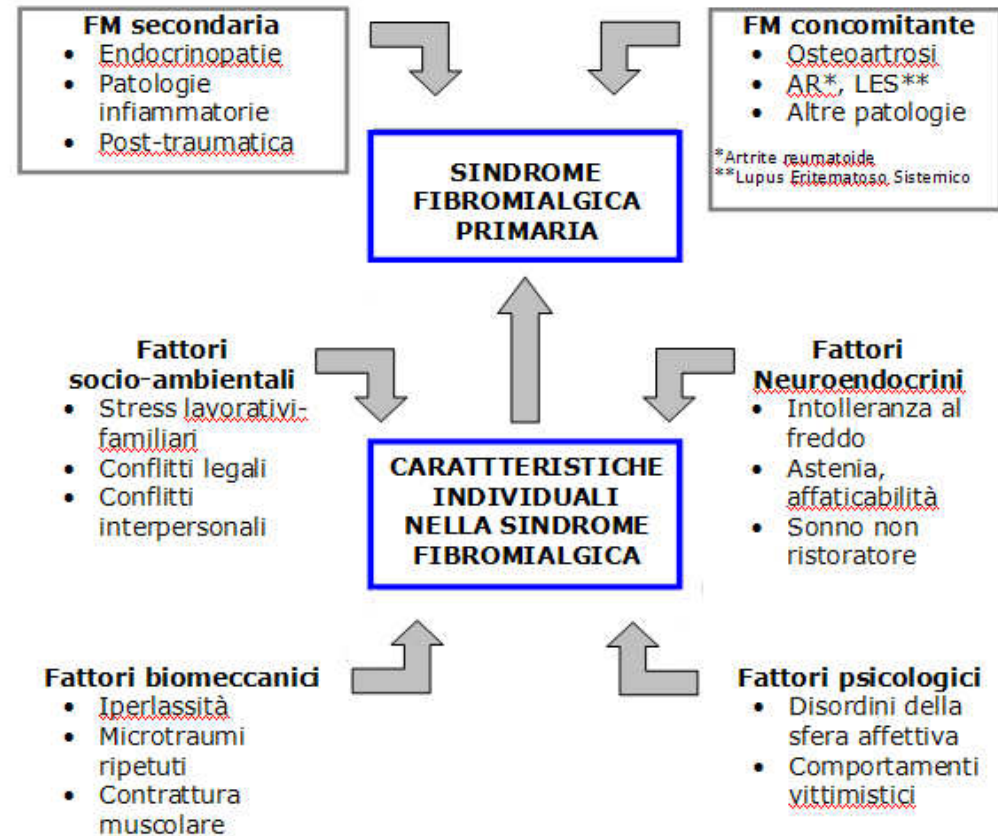 FM secondaria
• Endocrinopatie
• Patologie
infiammatorie
• Post-traumatica
FM concomitante
• Osteoartrosi
• AR*, LES**
• Altre patologie
*Artrite reumatoide
**Lupus Eritematoso Sistemico
SINDROME
FIBROMIALGICA
PRIMARIA
Fattori
socio-ambientali
• Stress lavorativi-
familiari
• Conflitti legali
• Conflitti
interpersonali
Fattori
Neuroendocrini
• Intolleranza al
freddo
• Astenia,
affaticabilità
• Sonno non
ristoratore
CARATTTERISTICHE
INDIVIDUALI
NELLA SINDROME
FIBROMIALGICA
Fattori biomeccanici
• Iperlassità
• Microtraumi
ripetuti
• Contrattura
muscolare
Fattori psicologici
• Disordini della
sfera affettiva
• Comportamenti
vittimistici